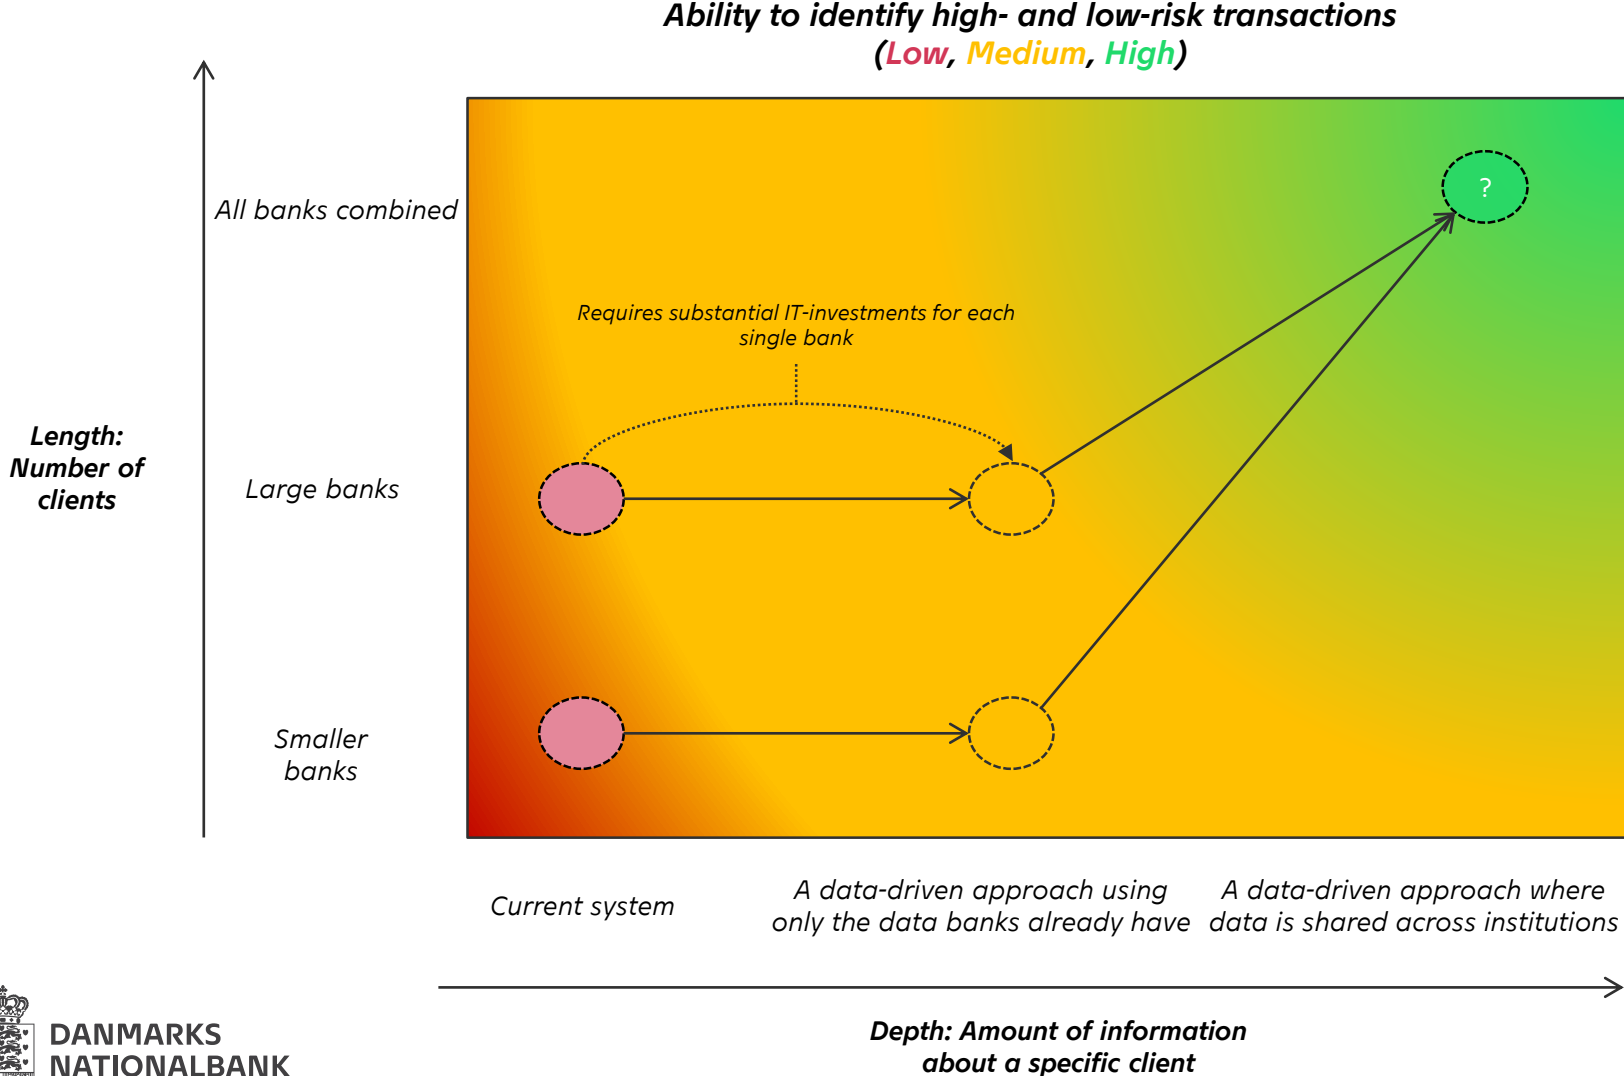 Ability to identify high- and low-risk transactions
(Low, Medium, High)
?
All banks combined
Requires substantial IT-investments for each
single bank
Length:
Number of
clients
Large banks
Smaller
banks
Current system
A data-driven approach using
only the data banks already have
A data-driven approach where
data is shared across institutions
Depth: Amount of information
about a specific client
DANMARKS
NATIONALBANK